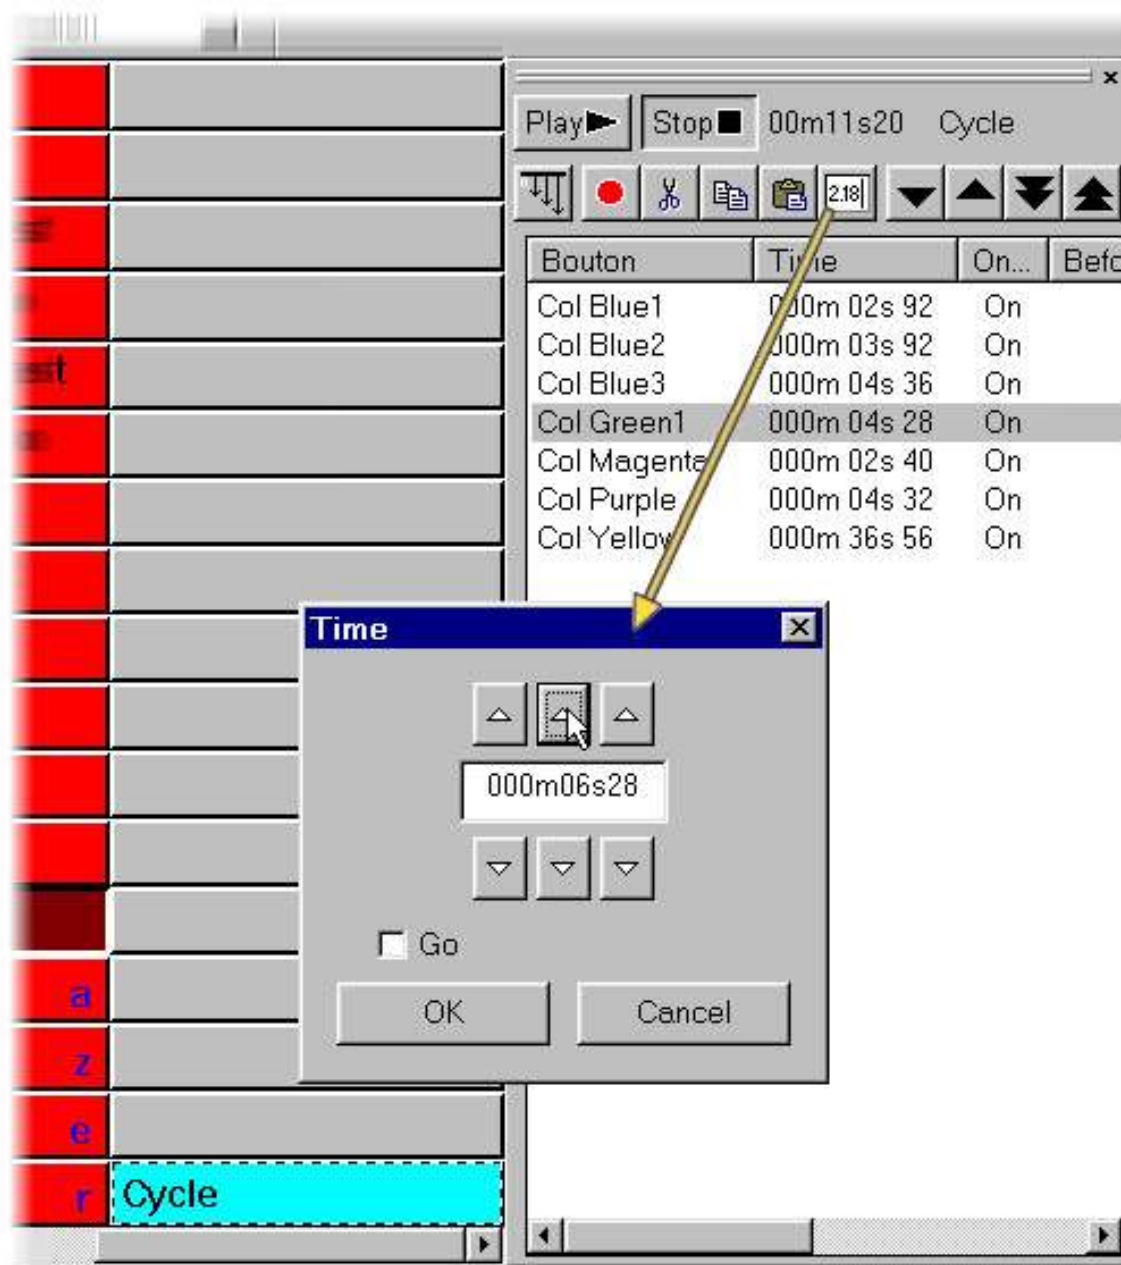 Play Stop 00m11s20 Cycle
2.18
Bouton Time On... Befo
Col Blue1 000m 02s 92 On
Col Blue2 000m 03s 92 On
Col Blue3 000m 04s 36 On
Col Green1 000m 04s 28 On
Col Magenta 000m 02s 40 On
Col Purple 000m 04s 32 On
Col Yellow 000m 36s 56 On
Time
000m06s28
Go
OK Cancel
a
z
e
r Cycle